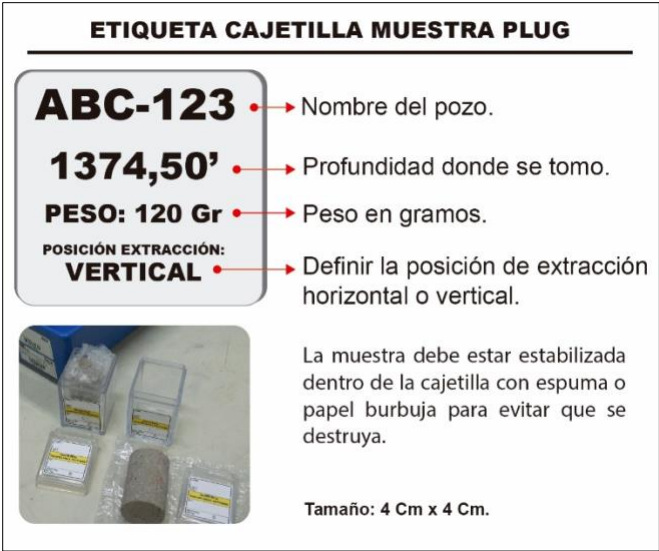 ETIQUETA CAJETILLA MUESTRA PLUG
ABC-123
Nombre del pozo.
1374,50’
Profundidad donde se tomo.
PESO: 120 Gr
Peso en gramos.
POSICIÓN EXTRACCIÓN:
VERTICAL
Definir la posición de extracción
horizontal o vertical.
La muestra debe estar estabilizada
dentro de la cajetilla con espuma o
papel burbuja para evitar que se
destruya.
Tamaño: 4 Cm x 4 Cm.